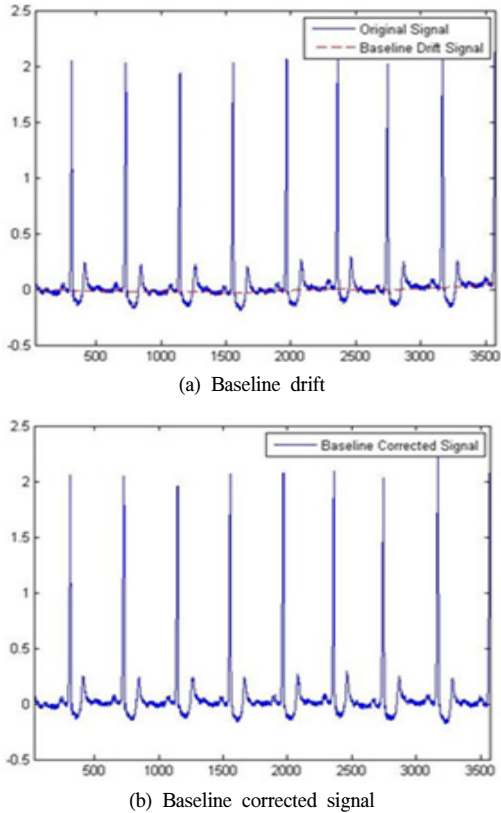 Original Signal
Baseline Drift Signal
2.5
2
1.5
1
0.5
0
-0.5
500 1000 1500 2000 2500 3000 3500
(a) Baseline drift
Baseline Corrected Signal
2.5
2
1.5
1
0.5
0
-0.5
500 1000 1500 2000 2500 3000 3500
(b) Baseline corrected signal